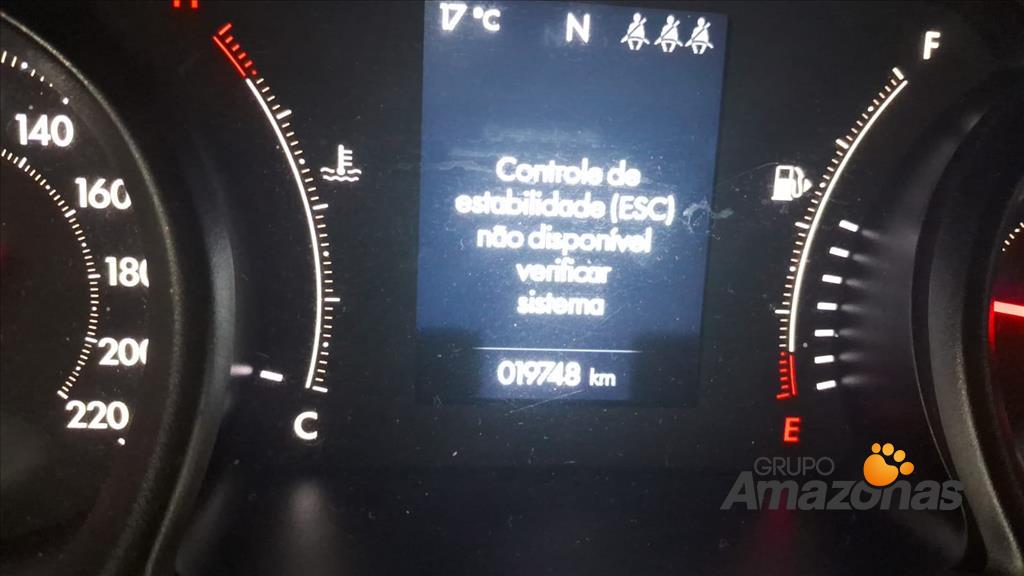 17 °C N
H
F
140
160
180
200
220
Controle de
estabilidade (ESC)
não disponível
verificar
sistema
019748 km
C
E
GRUPO
Amazonas